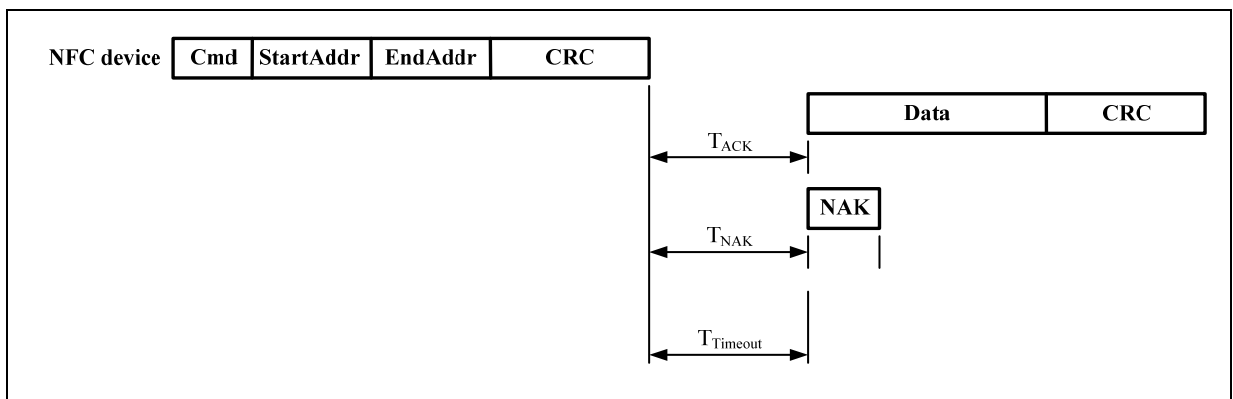 NFC device Cmd StartAddr EndAddr CRC
Data CRC
TACK
NAK
TNAK
TTimeout